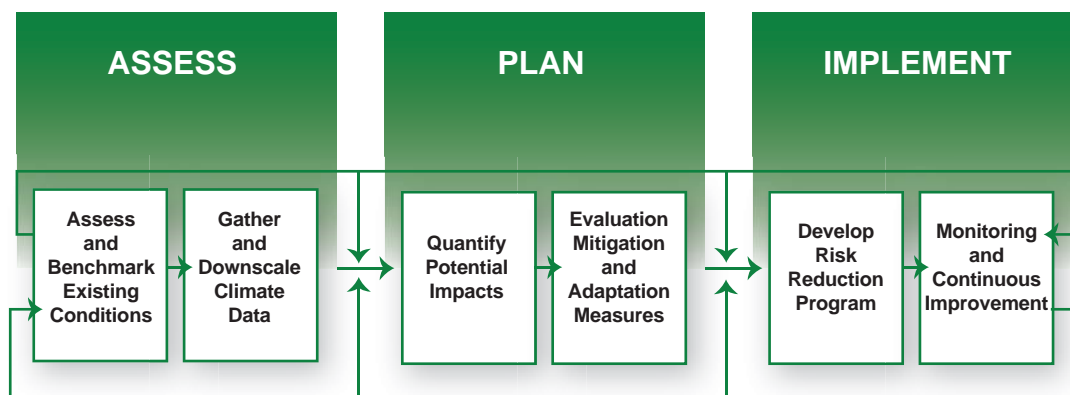 ASSESS
PLAN
IMPLEMENT
Assess
and
Benchmark
Existing
Conditions
Gather
and
Downscale
Climate
Data
Quantify
Potential
Impacts
Evaluation
Mitigation
and
Adaptation
Measures
Develop
Risk
Reduction
Program
Monitoring
and
Continuous
Improvement